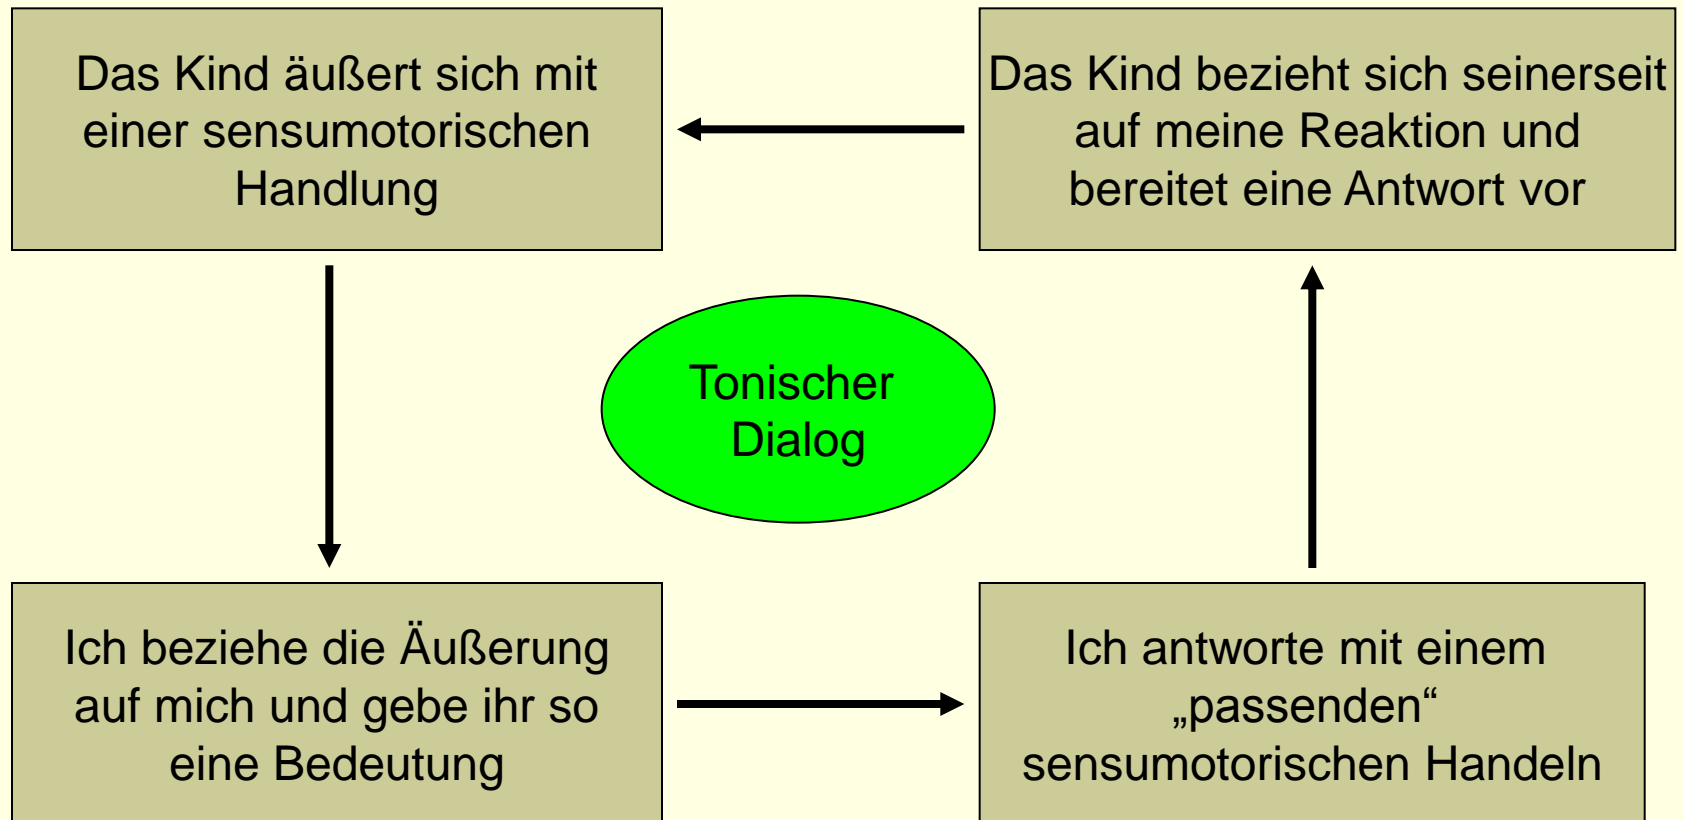 Das Kind äußert sich mit
einer sensumotorischen
Handlung
Das Kind bezieht sich seinerseit
auf meine Reaktion und
bereitet eine Antwort vor
Tonischer
Dialog
Ich beziehe die Äußerung
auf mich und gebe ihr so
eine Bedeutung
Ich antworte mit einem
„passenden“
sensumotorischen Handeln